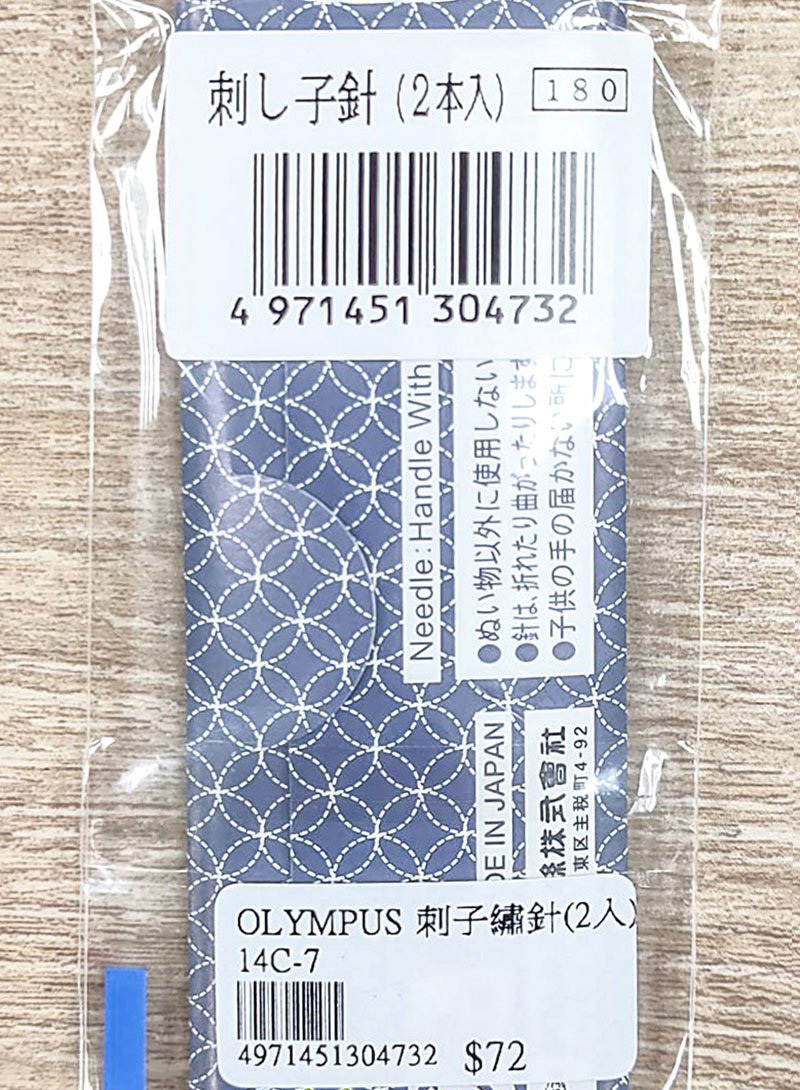 刺し子針 (2本入) 180
4 971451 304732
Needle: Handle With
●ぬい物以外に使用しない
●針は、折れたり曲がったりします
●子供の手の届かない所に
DE IN JAPAN
株式會社
東区主税町4-92
OLYMPUS 刺子繡針(2入)
14C-7
4971451304732 $72